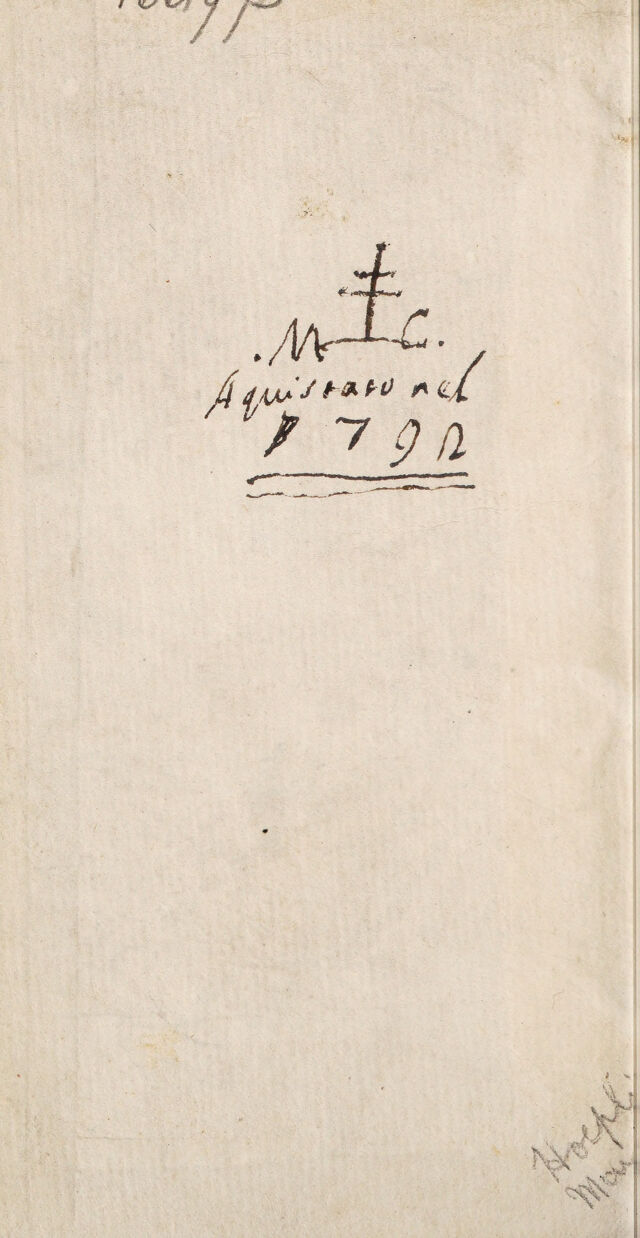 . M C .
Aquistato nel
1792
Hoepli